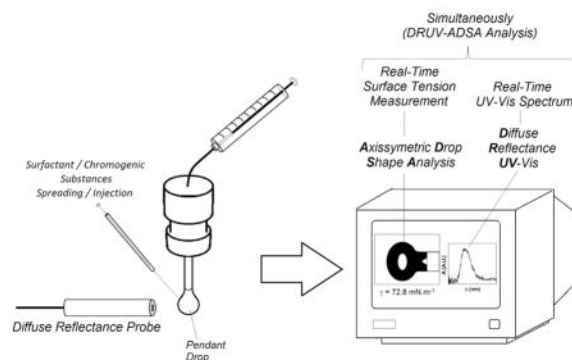 Simultaneously
(DRUV-ADSA Analysis)
Real-Time
Surface Tension
Measurement
Real-Time
UV-Vis Spectrum
Axissymetric Drop
Shape Analysis
Diffuse
Reflectance
UV-Vis
Surfactant / Chromogenic
Substances
Spreading / Injection
Diffuse Reflectance Probe
Pendant
Drop
A (A.U.)
λ (nm)
γ = 72.8 mN.m⁻¹